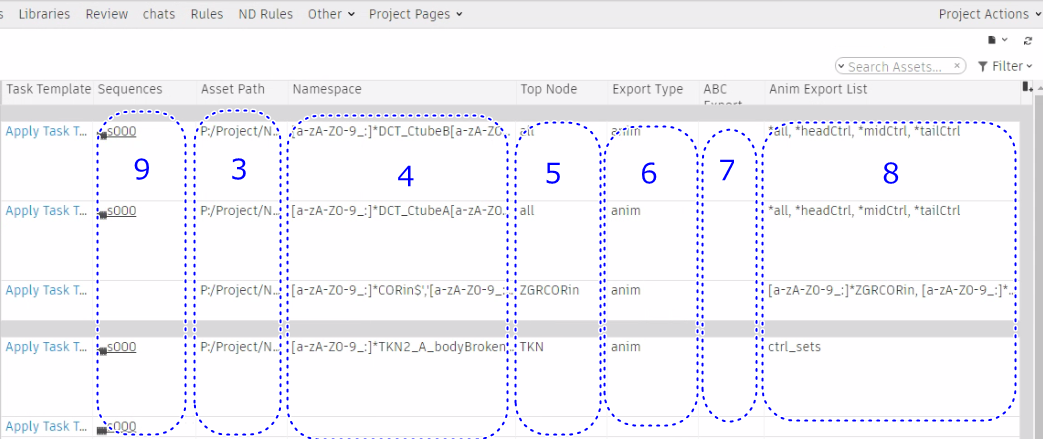 s Libraries Review chats Rules ND Rules Other Project Pages Project Actions
Search Assets... × Filter
Task Template Sequences Asset Path Namespace Top Node Export Type ABC Export Anim Export List
Apply Task T... s000 P:/Project/N... [a-zA-Z0-9_:]*DCT_CtubeB[a-zA-Z0... all anim *all, *headCtrl, *midCtrl, *tailCtrl
9 3 4 5 6 7 8
Apply Task T... s000 P:/Project/N... [a-zA-Z0-9_:]*DCT_CtubeA[a-zA-Z0... all anim *all, *headCtrl, *midCtrl, *tailCtrl
Apply Task T... P:/Project/N... [a-zA-Z0-9_:]*CORin$','[a-zA-Z0-9_:... ZGRCORin anim [a-zA-Z0-9_:]*ZGRCORin, [a-zA-Z0-9_:]*...
Apply Task T... s000 P:/Project/N... [a-zA-Z0-9_:]*TKN2_A_bodyBroken... TKN anim ctrl_sets
Apply Task T... s000